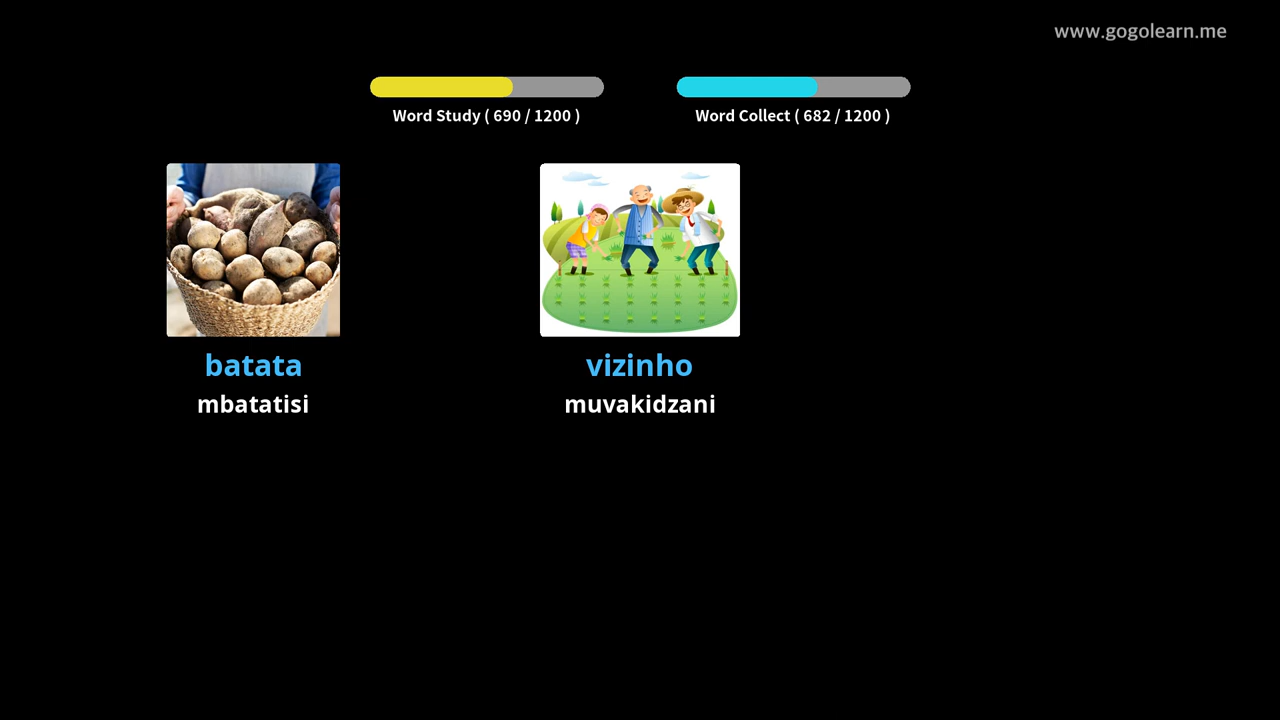 www.gogolearn.me
Word Study ( 690 / 1200 )
Word Collect ( 682 / 1200 )
batata
vizinho
mbatatisi
muvakidzani